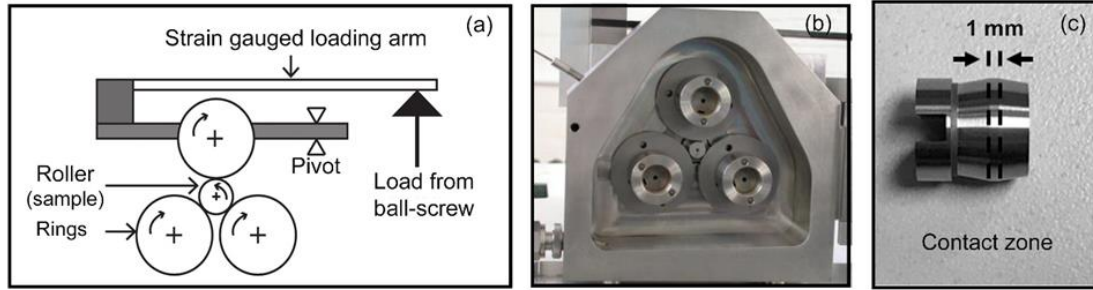 (a)
Strain gauged loading arm
Pivot
Roller
(sample)
Load from
ball-screw
Rings
(b)
(c)
1 mm
Contact zone